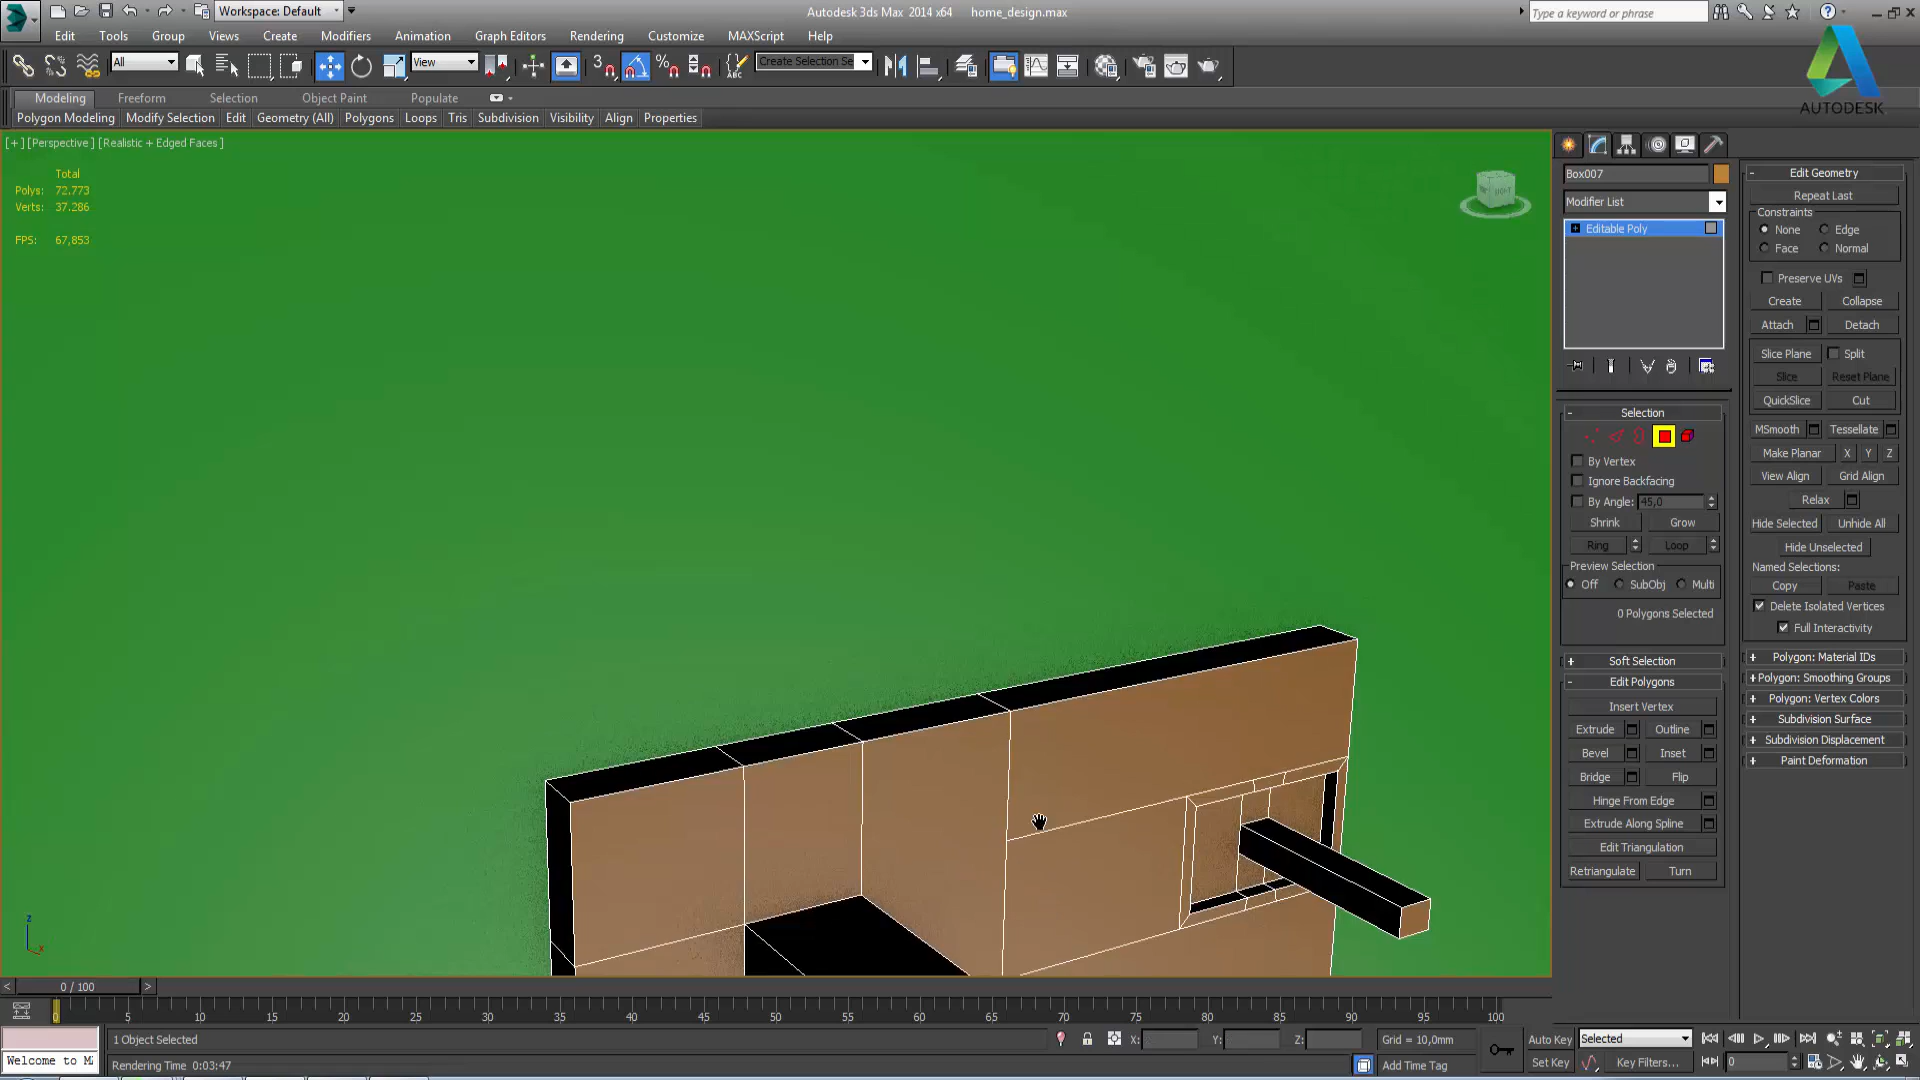 Workspace: Default
Autodesk 3ds Max 2014 x64 home_design.max
Type a keyword or phrase
Edit Tools Group Views Create Modifiers Animation Graph Editors Rendering Customize MAXScript Help
All View 3 Create Selection Se
AUTODESK
Modeling Freeform Selection Object Paint Populate
Polygon Modeling Modify Selection Edit Geometry (All) Polygons Loops Tris Subdivision Visibility Align Properties
[+] [Perspective] [Realistic + Edged Faces]
Total
Polys: 72.773
Verts: 37.286
FPS: 67,853
Box007
Modifier List
Editable Poly
Selection
By Vertex
Ignore Backfacing
By Angle: 45,0
Shrink Grow
Ring Loop
Preview Selection
Off SubObj Multi
0 Polygons Selected
Soft Selection
Edit Polygons
Insert Vertex
Extrude Outline
Bevel Inset
Bridge Flip
Hinge From Edge
Extrude Along Spline
Edit Triangulation
Retriangulate Turn
Edit Geometry
Repeat Last
Constraints
None Edge
Face Normal
Preserve UVs
Create Collapse
Attach Detach
Slice Plane Split
Slice Reset Plane
QuickSlice Cut
MSmooth Tessellate
Make Planar X Y Z
View Align Grid Align
Relax
Hide Selected Unhide All
Hide Unselected
Named Selections:
Copy Paste
Delete Isolated Vertices
Full Interactivity
Polygon: Material IDs
Polygon: Smoothing Groups
Polygon: Vertex Colors
Subdivision Surface
Subdivision Displacement
Paint Deformation
z
x
< 0 / 100 >
0 5 10 15 20 25 30 35 40 45 50 55 60 65 70 75 80 85 90 95 100
1 Object Selected X: Y: Z: Grid = 10,0mm Auto Key Selected
Welcome to Mi Rendering Time 0:03:47 Add Time Tag Set Key Key Filters... 0